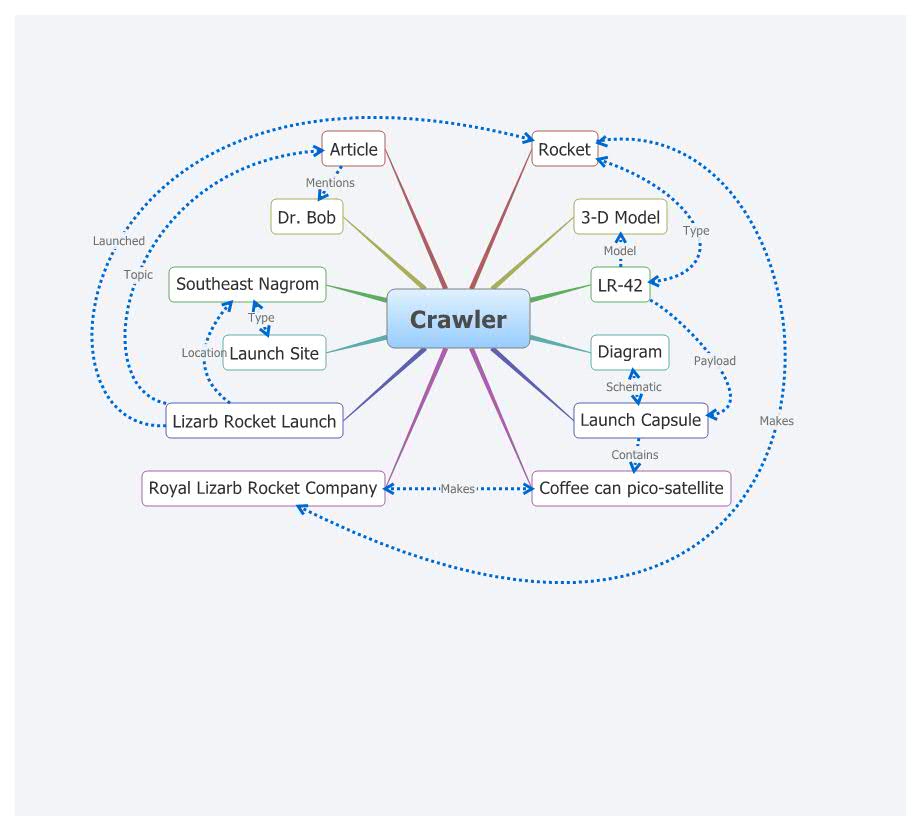 Article
Rocket
Mentions
Dr. Bob
3-D Model
Launched
Type
Model
Topic
Southeast Nagrom
LR-42
Crawler
Type
Location
Launch Site
Diagram
Payload
Schematic
Lizarb Rocket Launch
Launch Capsule
Makes
Contains
Royal Lizarb Rocket Company
Makes
Coffee can pico-satellite